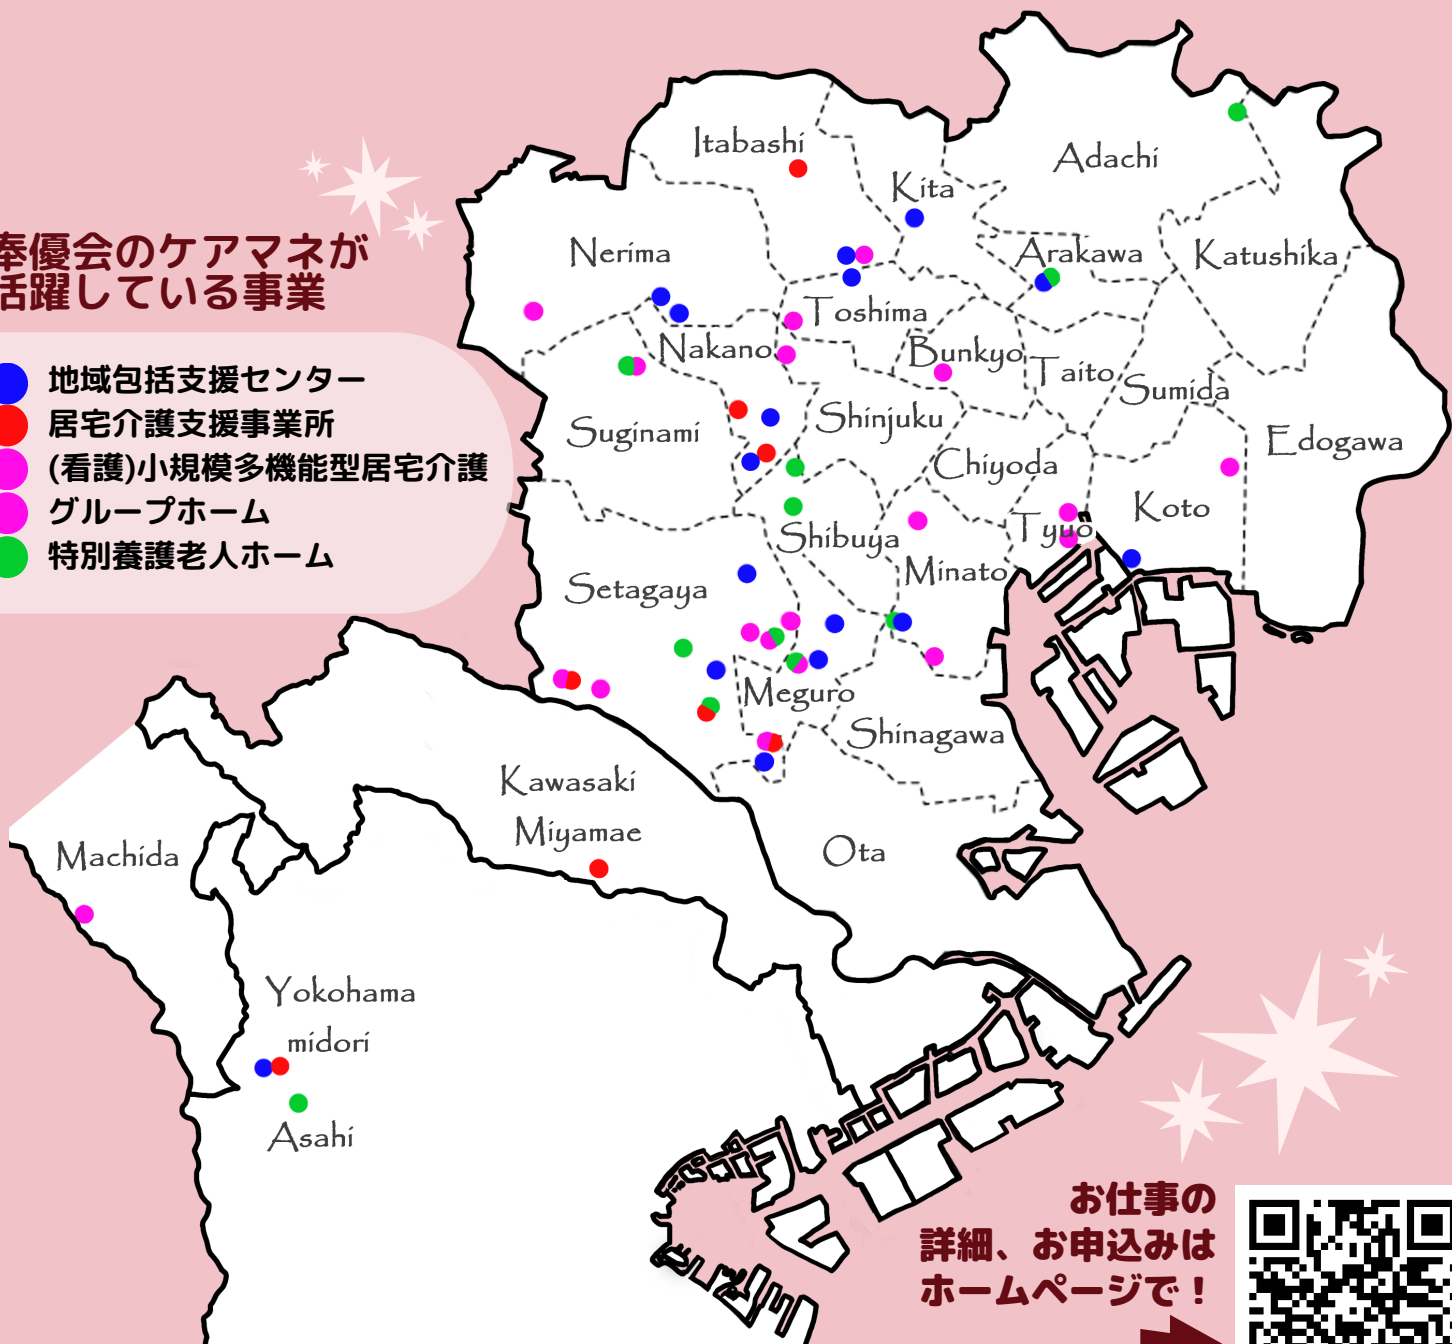 奉優会のケアマネが
活躍している事業
地域包括支援センター
居宅介護支援事業所
(看護)小規模多機能型居宅介護
グループホーム
特別養護老人ホーム
Itabashi
Adachi
Kita
Nerima
Arakawa
Katushika
Toshima
Nakano
Bunkyo
Taito
Sumida
Suginami
Shinjuku
Edogawa
Chiyoda
Koto
Tyuo
Shibuya
Minato
Setagaya
Meguro
Shinagawa
Kawasaki
Miyamae
Ota
Machida
Yokohama
midori
Asahi
お仕事の
詳細、お申込みは
ホームページで！